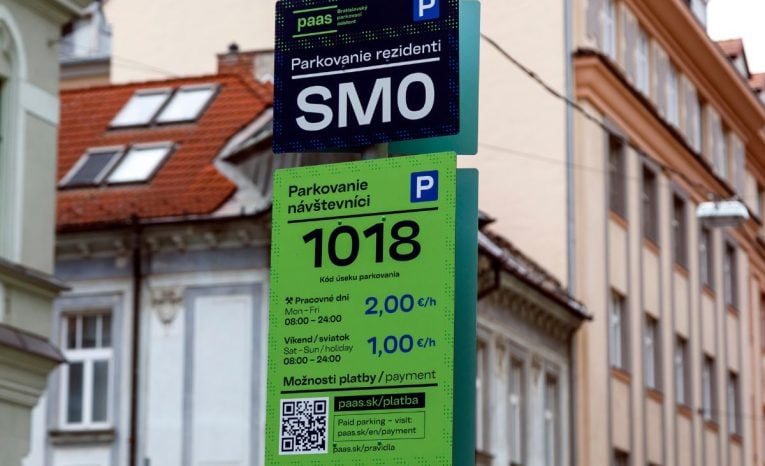 paas
Bratislavský
parkovací
asistent
P
Parkovanie rezidenti
SM0
Parkovanie
návštevníci
P
1018
Kód úseku parkovania
Pracovné dni
Mon – Fri
08:00 – 24:00
2,00 €/h
Víkend / sviatok
Sat – Sun / holiday
08:00 – 24:00
1,00 €/h
Možnosti platby / payment
paas.sk/platba
Paid parking – visit:
paas.sk/en/payment
paas.sk/pravidla